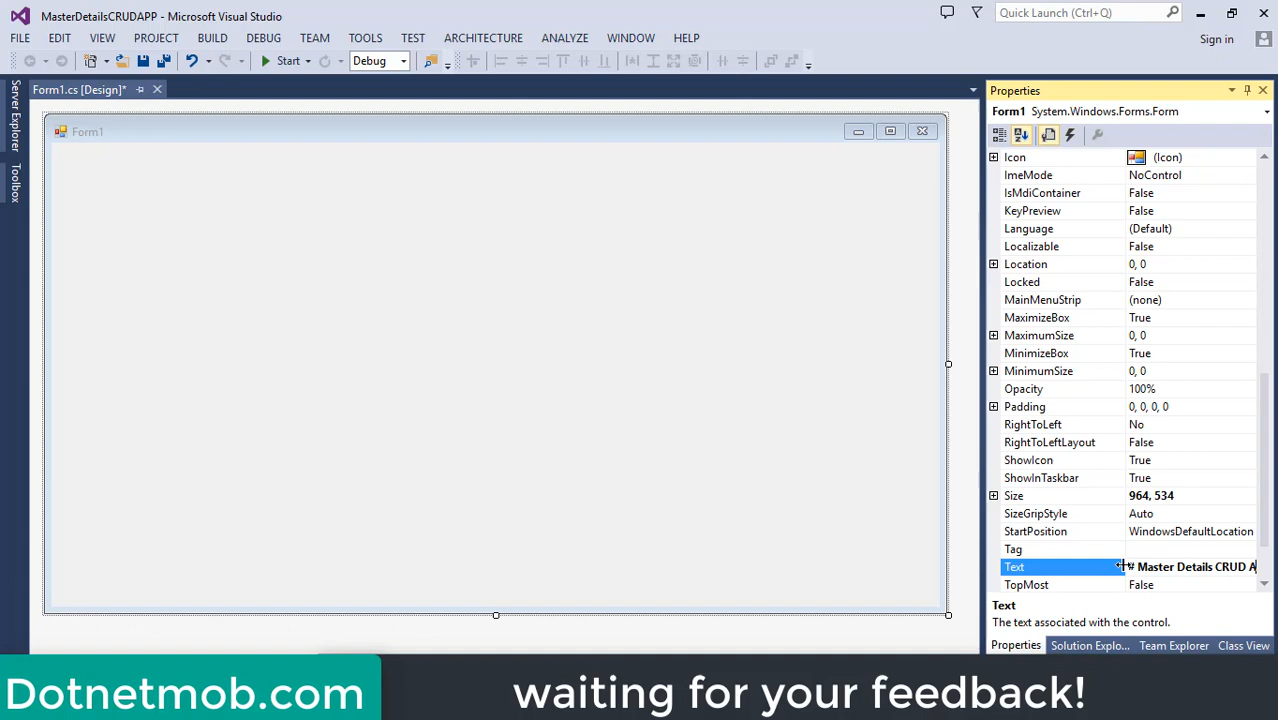 MasterDetailsCRUDAPP - Microsoft Visual Studio
Quick Launch (Ctrl+Q)
FILE EDIT VIEW PROJECT BUILD DEBUG TEAM TOOLS TEST ARCHITECTURE ANALYZE WINDOW HELP
Sign in
Start Debug
Server Explorer
Toolbox
Form1.cs [Design]*
Form1
Properties
Form1 System.Windows.Forms.Form
Icon (Icon)
ImeMode NoControl
IsMdiContainer False
KeyPreview False
Language (Default)
Localizable False
Location 0, 0
Locked False
MainMenuStrip (none)
MaximizeBox True
MaximumSize 0, 0
MinimizeBox True
MinimumSize 0, 0
Opacity 100%
Padding 0, 0, 0, 0
RightToLeft No
RightToLeftLayout False
ShowIcon True
ShowInTaskbar True
Size 964, 534
SizeGripStyle Auto
StartPosition WindowsDefaultLocation
Tag
Text # Master Details CRUD A
TopMost False
Text
The text associated with the control.
Properties Solution Explo... Team Explorer Class View
Dotnetmob.com
waiting for your feedback!